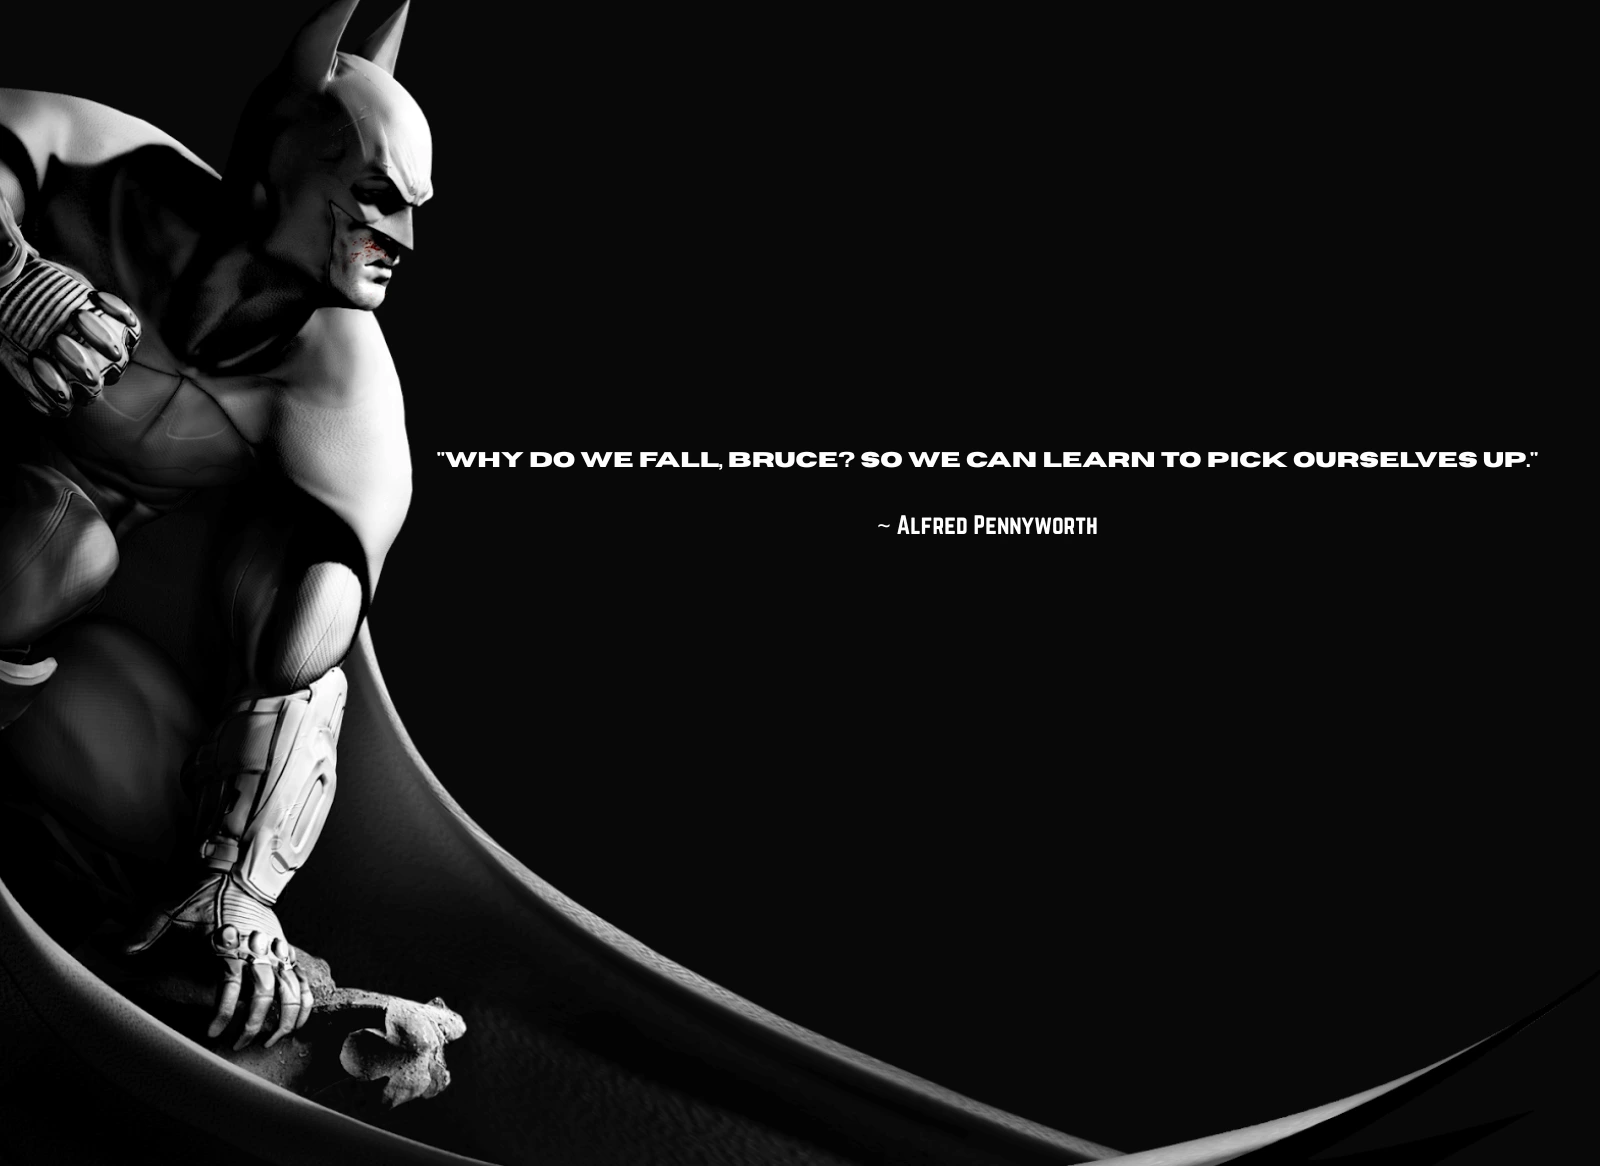 "WHY DO WE FALL, BRUCE? SO WE CAN LEARN TO PICK OURSELVES UP."
~ ALFRED PENNYWORTH